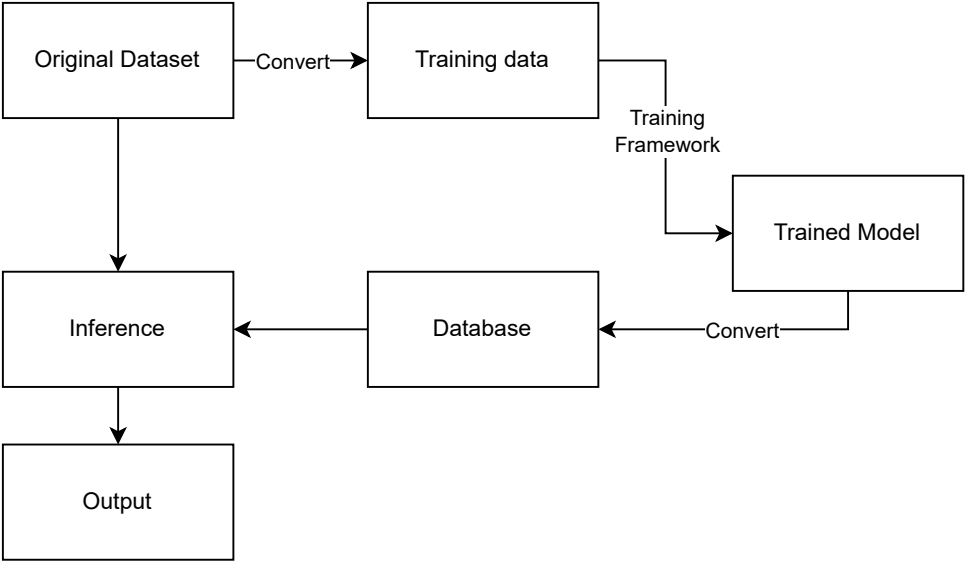 Original Dataset
Convert
Training data
Training
Framework
Trained Model
Inference
Database
Convert
Output